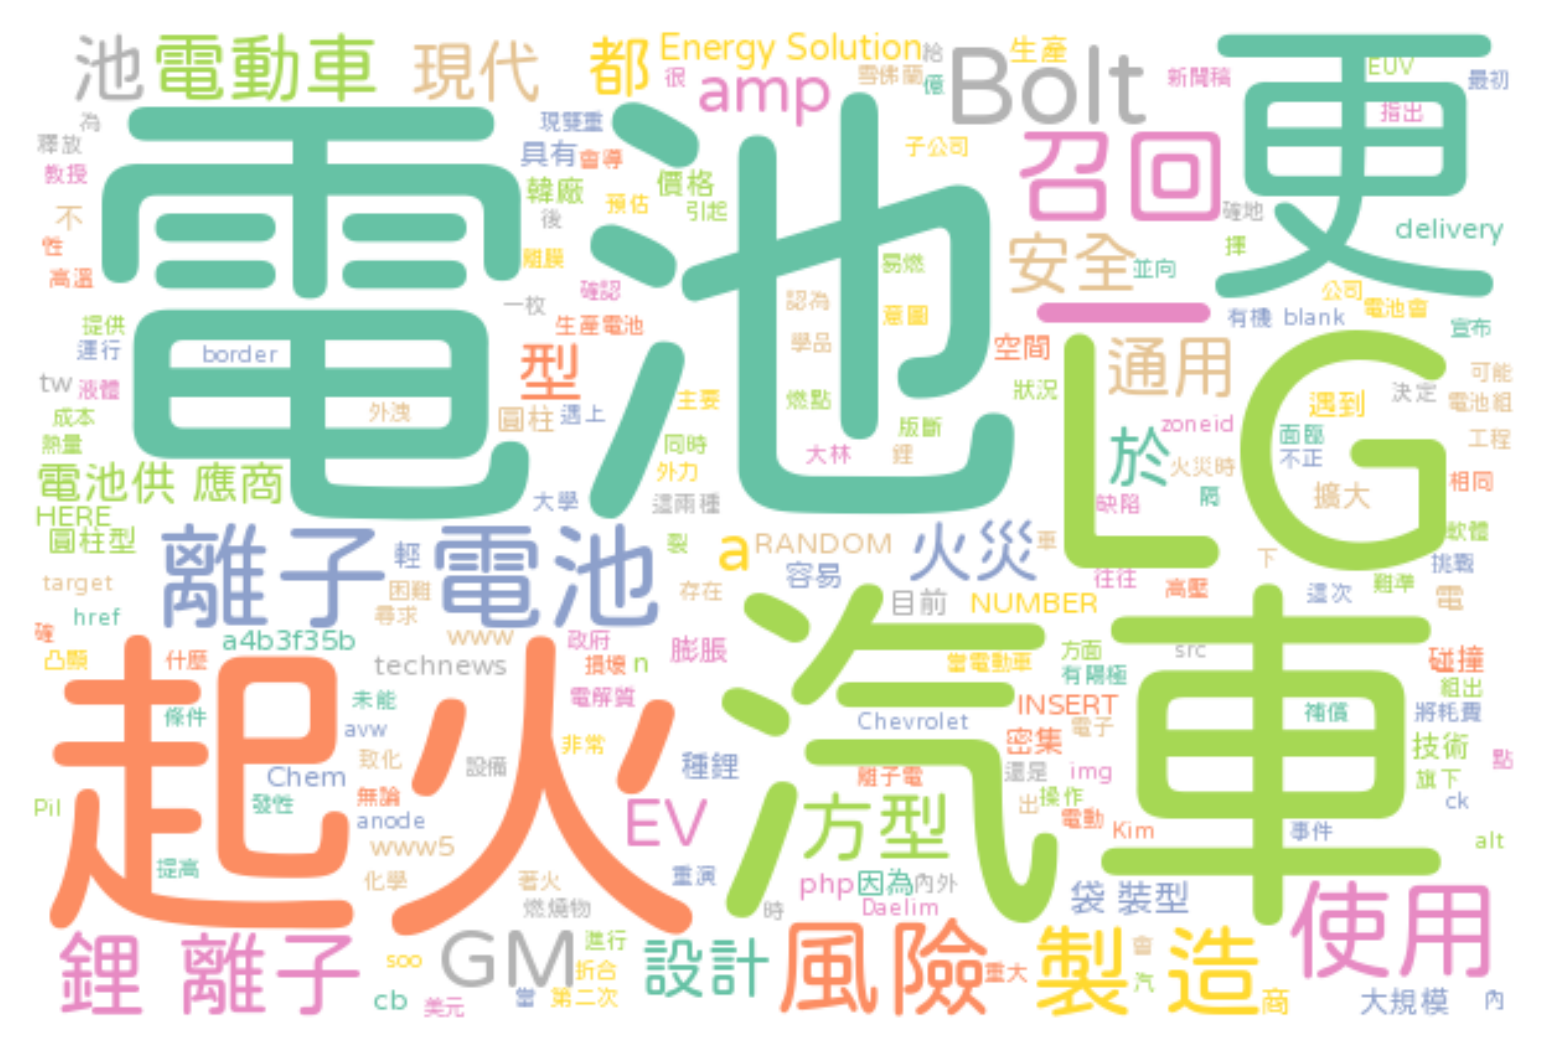 池 電動車 現代 都 Energy Solution 給 Bolt 生產 更
很 amp 雪佛蘭 億 新聞稿 EUV 最初
為 電池 現雙重 指出
釋放 具有 會導 子公司 召回
教授 韓廠 價格
不 後 預估 引起 確地 delivery
性 離膜 易燃 安全 並向 揮
高溫 一枚 確認 認為 意圖 一 公司 電池會
提供 生產電池 有機 blank 宣布
運行 border 型 學品 空間 LG 通用
tw 液體 外洩 圓柱 遇上 主要 燃點 狀況 遇到 決定 可能 電池組
成本 同時 版斷 zoneid 面臨 工程
熱量 外力 大林 鋰 於 火災時 不正
電池供 應商 大學 這兩種 缺陷 隔 擴大 相同
HERE
圓柱型 離子 電池 輕 裂 a RANDOM 火災 車 下 軟體
target 困難 存在 容易 往往 高壓 挑戰 難準
href 尋求 目前 NUMBER 汽車 這次 電
確 a4b3f35b www 政府 膨脹 方面 src
凸顯 什麼 technews 損壞 n 當電動車 有陽極 碰撞
起火 未能 電解質 INSERT 組出
條件 avw Chevrolet 電子 補償 將耗費
致化 設備 非常 種鋰 密集 技術 點
Chem 離子電 還是 img 旗下
Pil 發性 無論 EV 方型 出 操作 ck
anode 電動 Kim 事件 alt
提高 www5 重演 php 因為 內外
化學 著火 Daelim 袋 裝型 使用
燃燒物 時
鋰 離子 GM 進行 設計 風險 製造 會
soo 折合 重大 汽
cb 美元 當 第二次 商 大規模 內